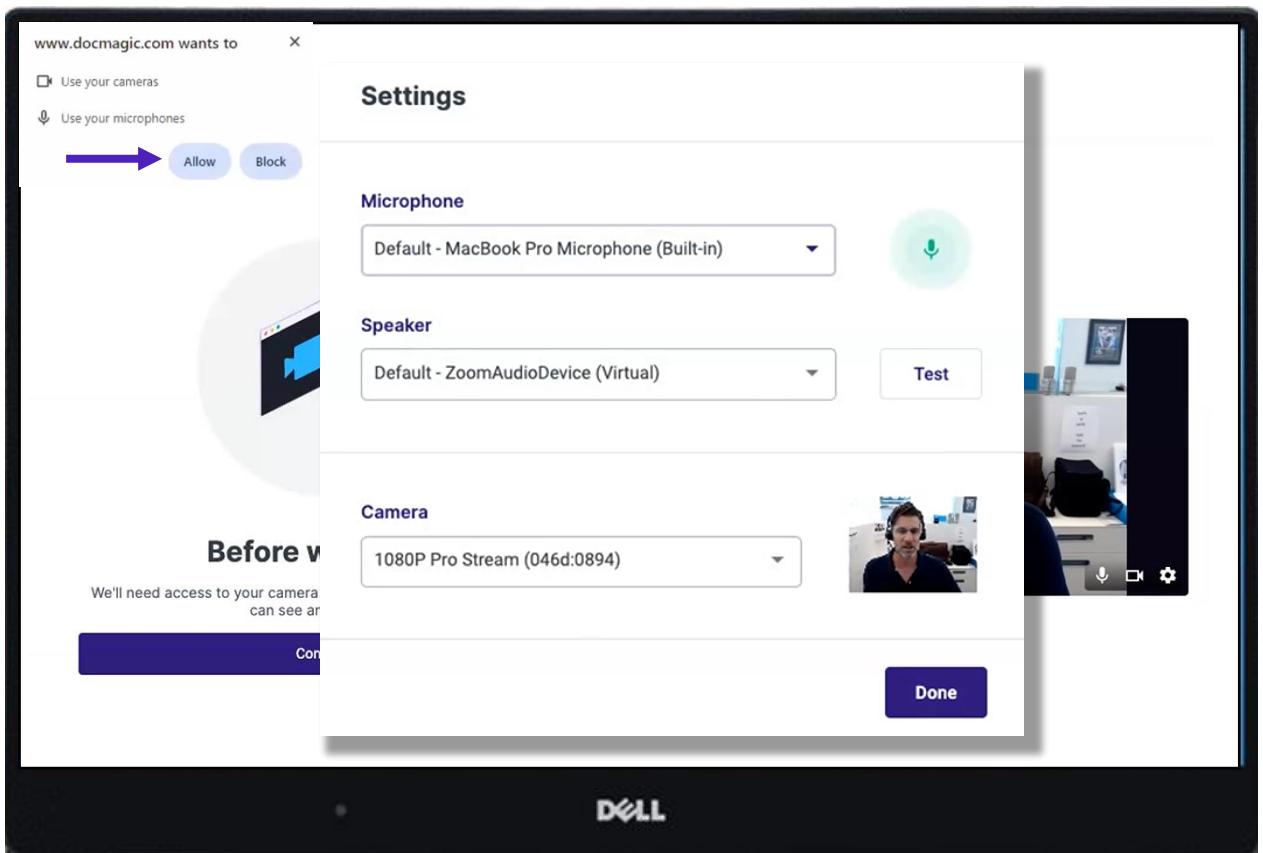 www.docmagic.com wants to
Use your cameras
Use your microphones
Allow
Block
Settings
Microphone
Default - MacBook Pro Microphone (Built-in)
Speaker
Default - ZoomAudioDevice (Virtual)
Test
Camera
1080P Pro Stream (046d:0894)
Done
Before w
We'll need access to your camera
can see an
Con
DELL